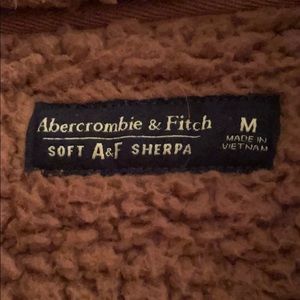 Abercrombie & Fitch
SOFT A&F SHERPA
M
MADE IN
VIETNAM